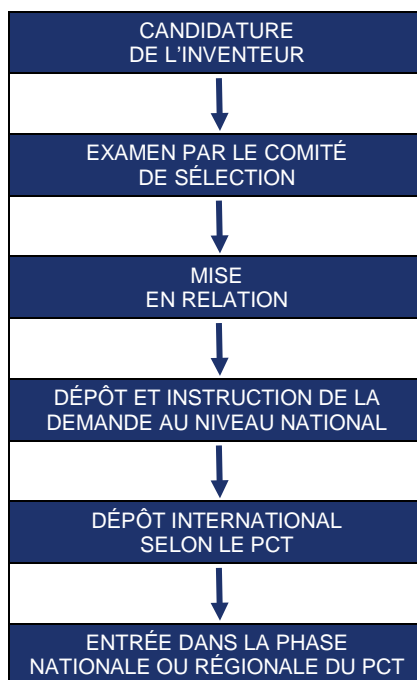 CANDIDATURE
DE L'INVENTEUR
EXAMEN PAR LE COMITÉ
DE SÉLECTION
MISE
EN RELATION
DÉPÔT ET INSTRUCTION DE LA
DEMANDE AU NIVEAU NATIONAL
DÉPÔT INTERNATIONAL
SELON LE PCT
ENTRÉE DANS LA PHASE
NATIONALE OU RÉGIONALE DU PCT